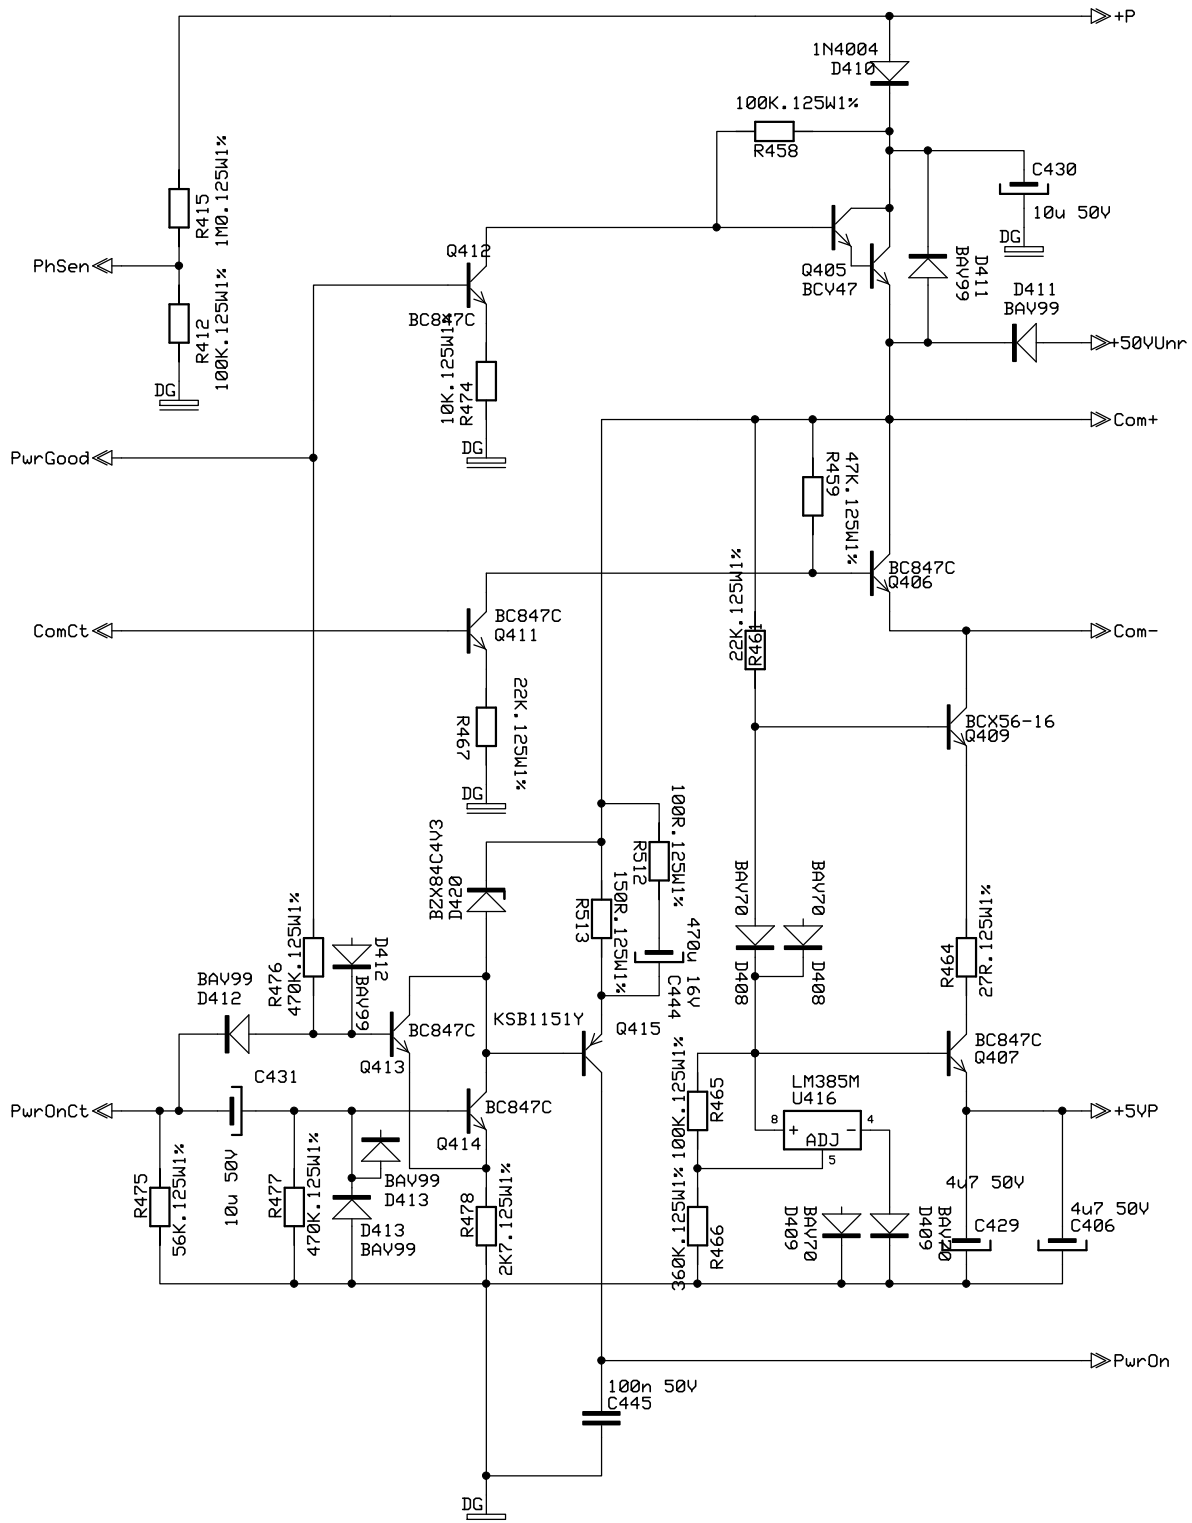 +P
1N4004
D410
100K.125W1%
R458
C430
10u 50V
DG
R415
1M0.125W1%
PhSen
R412
100K.125W1%
DG
Q412
BC847C
10K.125W1%
R474
DG
Q405
BCV47
D411
BAV99
D411
BAV99
+50VUnr
Com+
PwrGood
R459
47K.125W1%
BC847C
Q406
22K.125W1%
R461
ComCt
BC847C
Q411
Com-
R467
22K.125W1%
DG
BCX56-16
Q409
BZX84C4V3
D420
100R.125W1%
R512
150R.125W1%
R513
470u 16V
C444
BAV70
D408
BAV70
D408
R464
27R.125W1%
R476
470K.125W1%
D412
BAV99
BAV99
D412
BC847C
Q413
KSB1151Y
Q415
BC847C
Q407
C431
PwrOnCt
BC847C
Q414
R465
100K.125W1%
LM385M
U416
8
+
-
4
ADJ
5
+5VP
R475
56K.125W1%
10u 50V
R477
470K.125W1%
BAV99
D413
D413
BAV99
R478
2K7.125W1%
360K.125W1%
R466
BAV70
D409
BAV70
D409
4u7 50V
C429
4u7 50V
C406
PwrOn
100n 50V
C445
DG